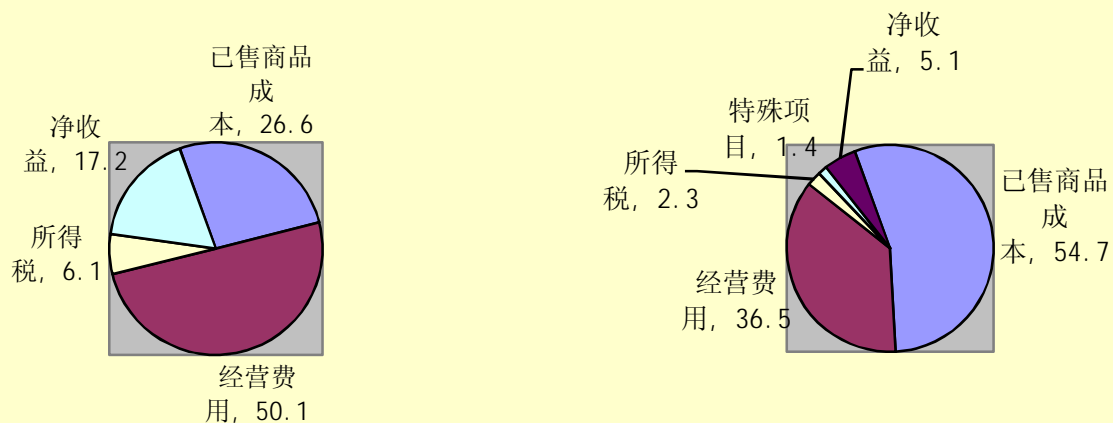 已售商品
成
本, 26.6
净收
益, 17.2
所得
税, 6.1
经营费
用, 50.1
净收
益, 5.1
特殊项
目, 1.4
所得
税, 2.3
已售商品
成
本, 54.7
经营费
用, 36.5